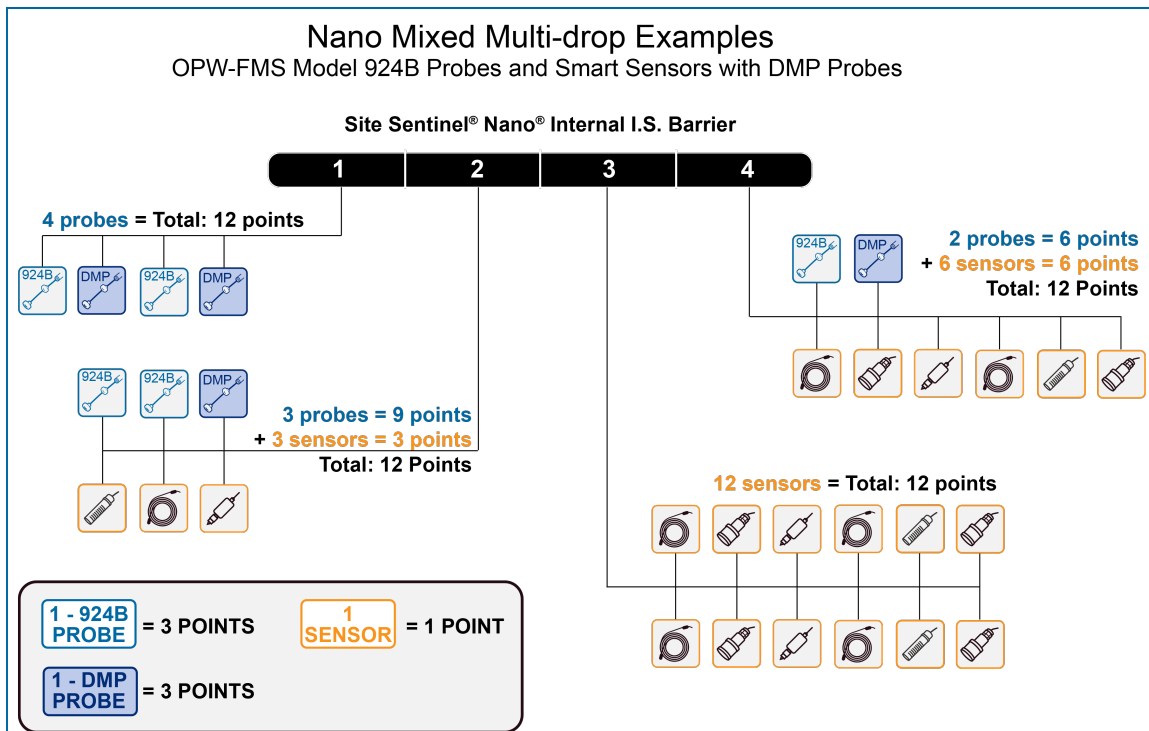 Nano Mixed Multi-drop Examples
OPW-FMS Model 924B Probes and Smart Sensors with DMP Probes
Site Sentinel® Nano® Internal I.S. Barrier
1 2 3 4
4 probes = Total: 12 points
924B DMP 924B DMP
924B DMP
2 probes = 6 points
+ 6 sensors = 6 points
Total: 12 Points
924B 924B DMP
3 probes = 9 points
+ 3 sensors = 3 points
Total: 12 Points
12 sensors = Total: 12 points
1 - 924B
PROBE = 3 POINTS
1
SENSOR = 1 POINT
1 - DMP
PROBE = 3 POINTS